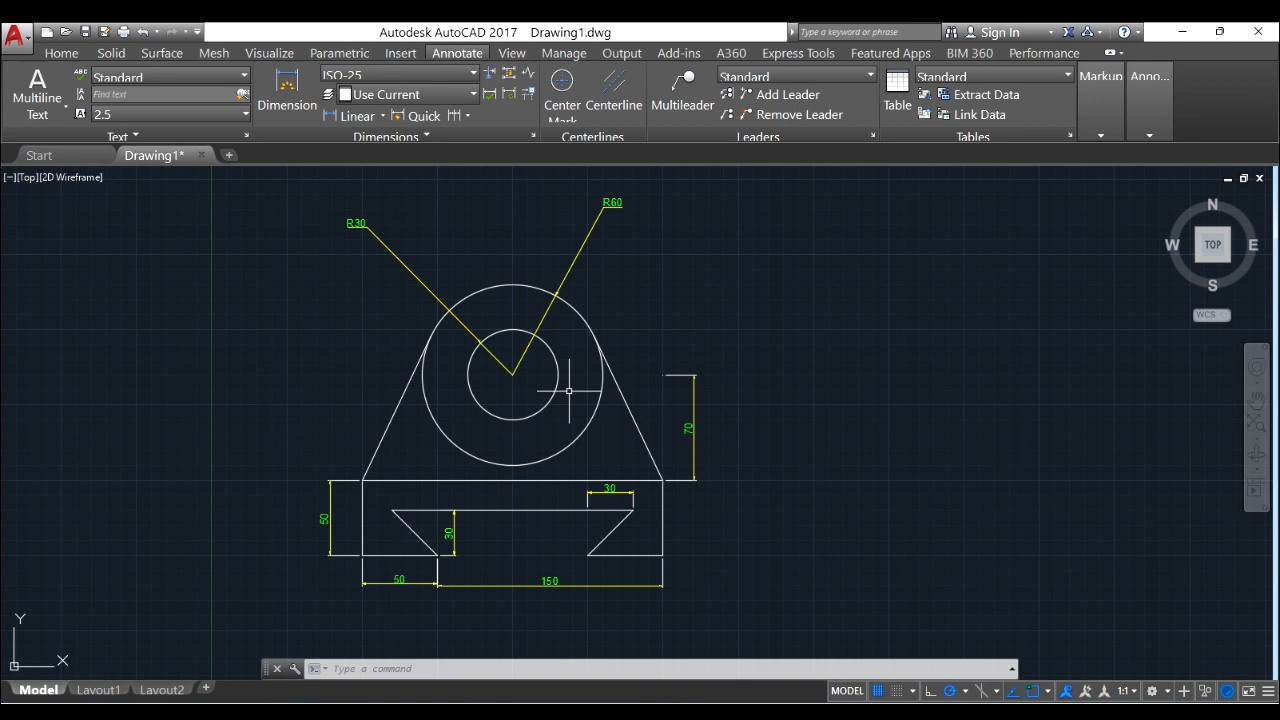 Autodesk AutoCAD 2017 Drawing1.dwg
Type a keyword or phrase
Sign In
Home Solid Surface Mesh Visualize Parametric Insert Annotate View Manage Output Add-ins A360 Express Tools Featured Apps BIM 360 Performance
A Multiline Text
ABC Standard
Find text
A 2.5
Text
Dimension
ISO-25
Use Current
Linear Quick
Dimensions
Center Mark
Centerline
Centerlines
Multileader
Standard
Add Leader
Remove Leader
Leaders
Table
Standard
Extract Data
Link Data
Tables
Markup
Anno...
Start Drawing1*
[−][Top][2D Wireframe]
N
W TOP E
S
WCS
R60
R30
70
30
50
30
50
150
Y
X
Type a command
Model Layout1 Layout2
MODEL
1:1